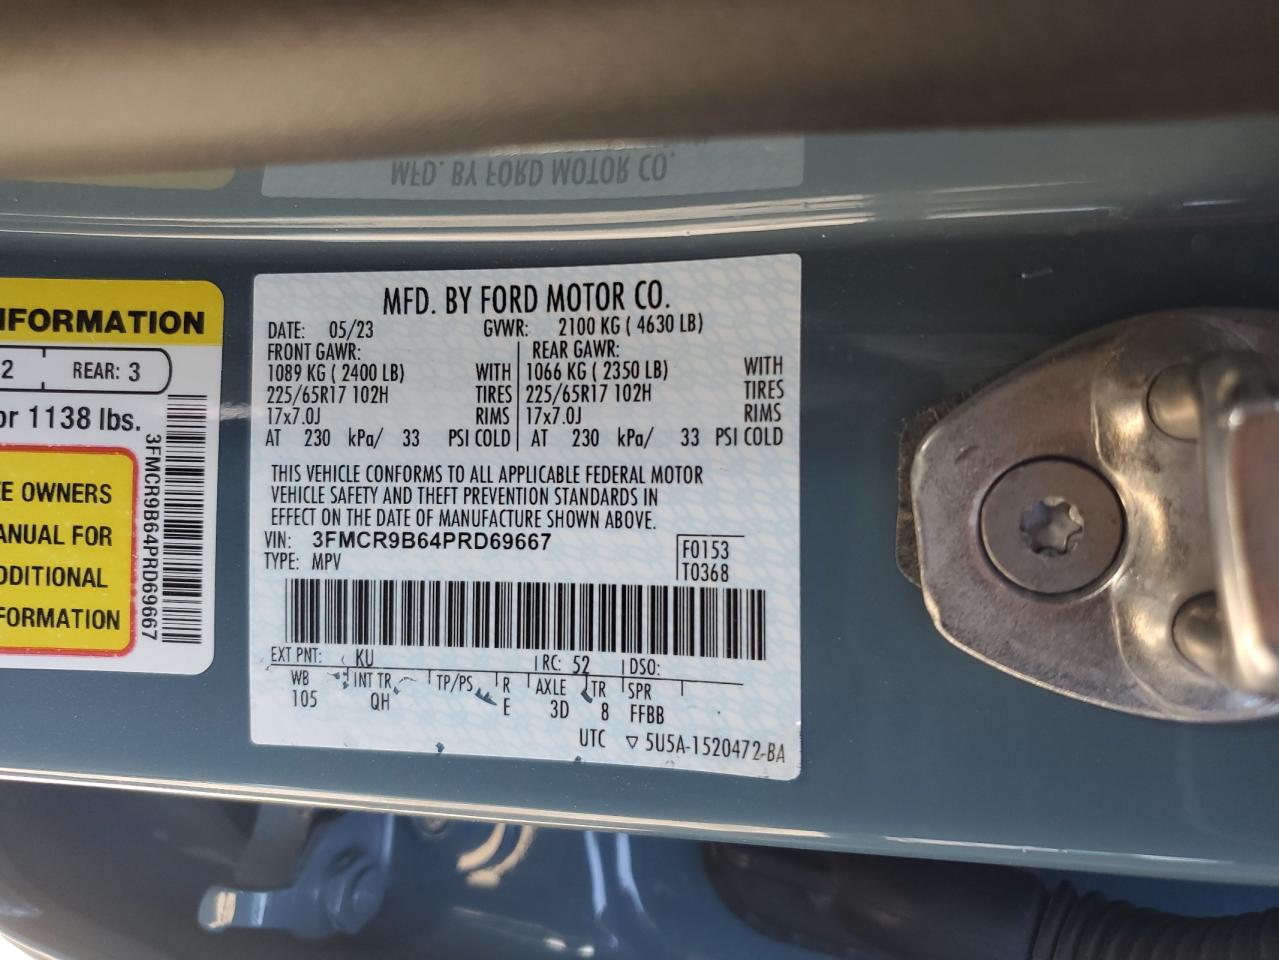 MFD. BY FORD MOTOR CO.
NFORMATION
2 REAR: 3
or 1138 lbs.
E OWNERS
ANUAL FOR
DDITIONAL
FORMATION
3FMCR9B64PRD69667
MFD. BY FORD MOTOR CO.
DATE: 05/23 GVWR: 2100 KG ( 4630 LB)
FRONT GAWR: REAR GAWR:
1089 KG ( 2400 LB) WITH 1066 KG ( 2350 LB) WITH
225/65R17 102H TIRES 225/65R17 102H TIRES
17x7.0J RIMS 17x7.0J RIMS
AT 230 kPa/ 33 PSI COLD AT 230 kPa/ 33 PSI COLD
THIS VEHICLE CONFORMS TO ALL APPLICABLE FEDERAL MOTOR
VEHICLE SAFETY AND THEFT PREVENTION STANDARDS IN
EFFECT ON THE DATE OF MANUFACTURE SHOWN ABOVE.
VIN: 3FMCR9B64PRD69667 F0153
TYPE: MPV T0368
EXT PNT: KU RC: 52 DSO:
WB INT TR TP/PS R AXLE TR SPR
105 QH E 3D 8 FFBB
UTC ▽ 5U5A-1520472-BA